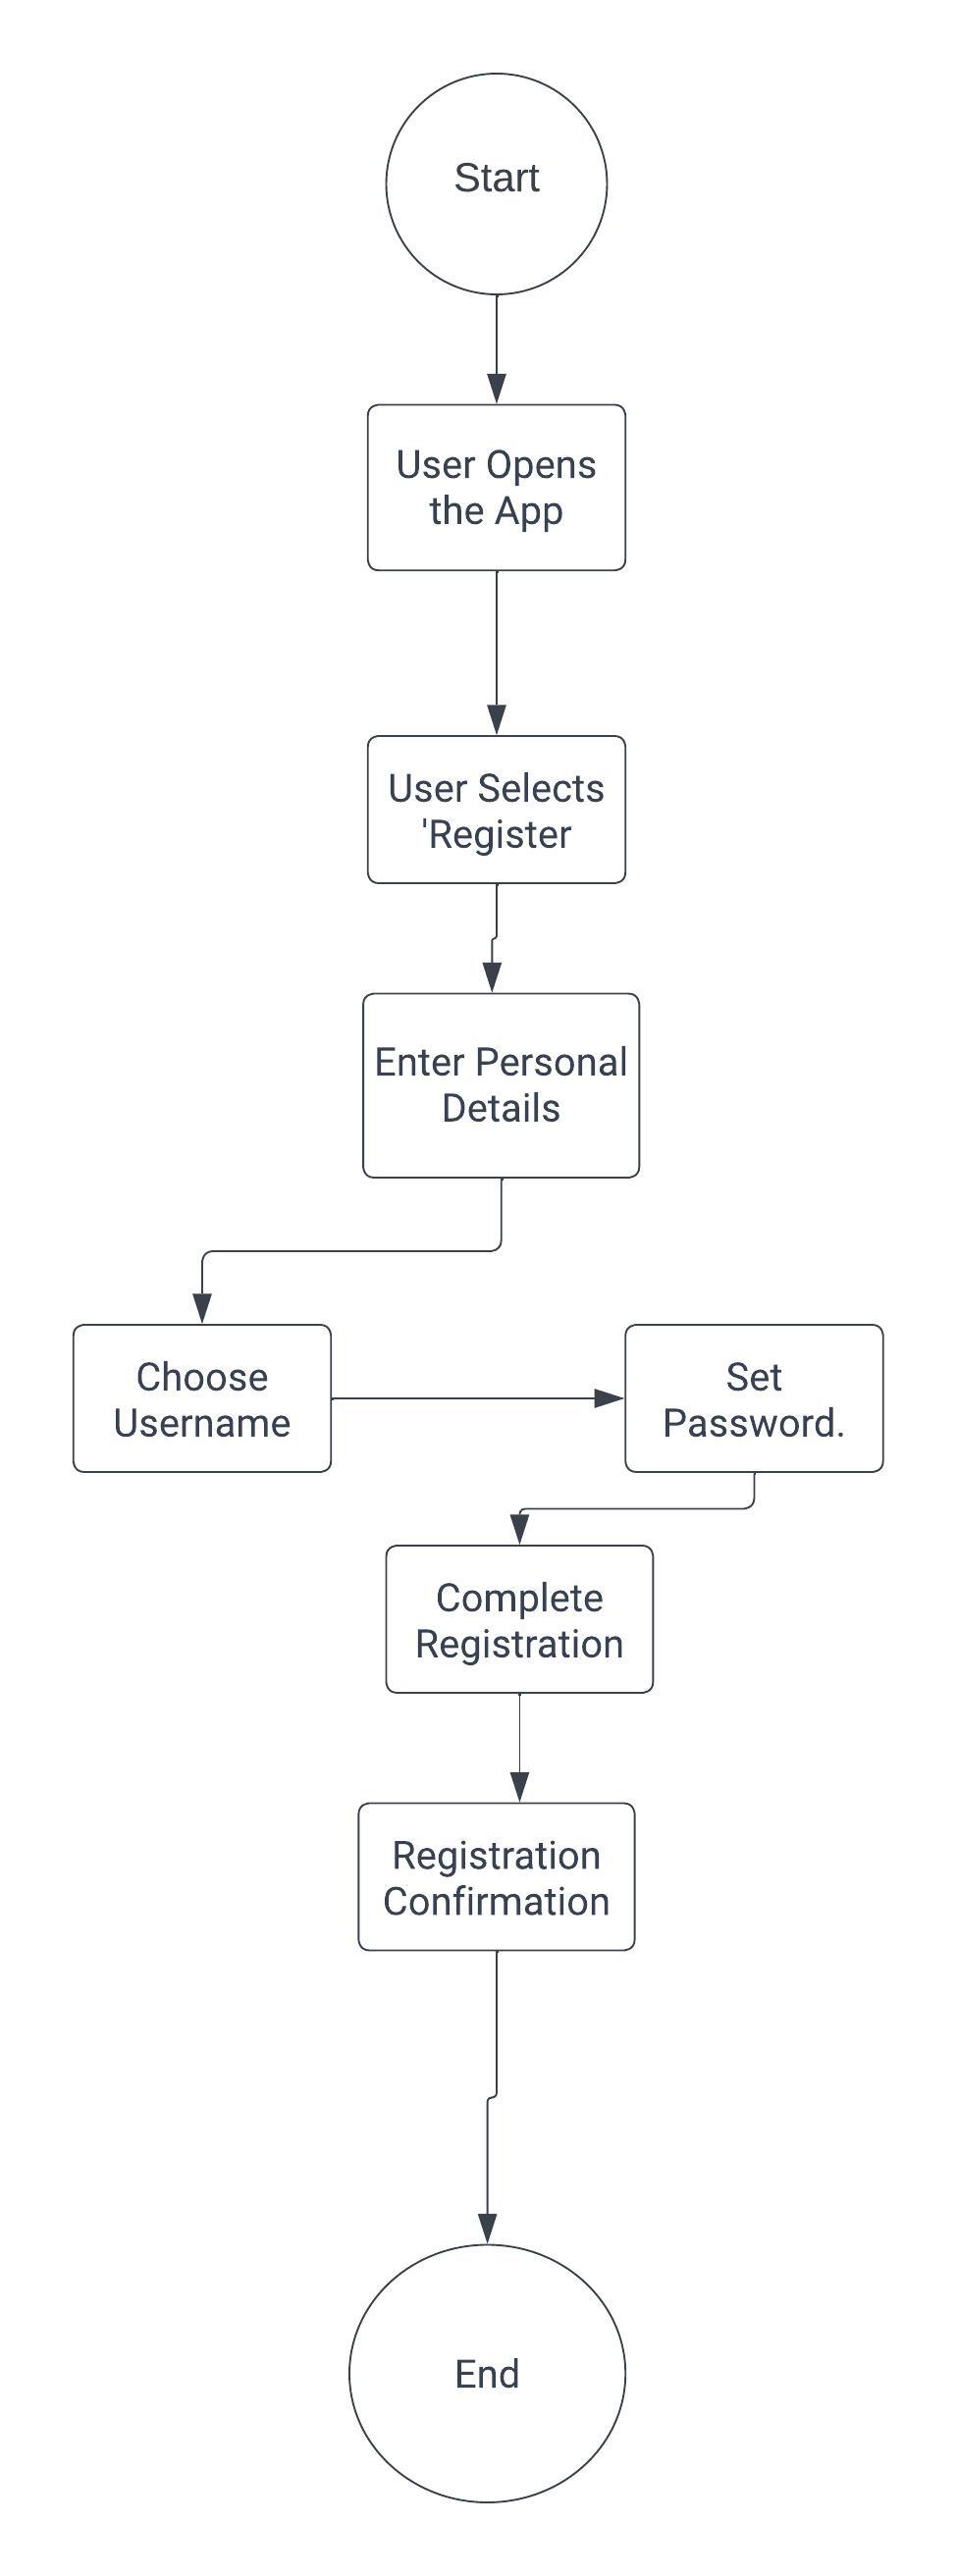 Start
User Opens
the App
User Selects
'Register
Enter Personal
Details
Choose
Username
Set
Password.
Complete
Registration
Registration
Confirmation
End